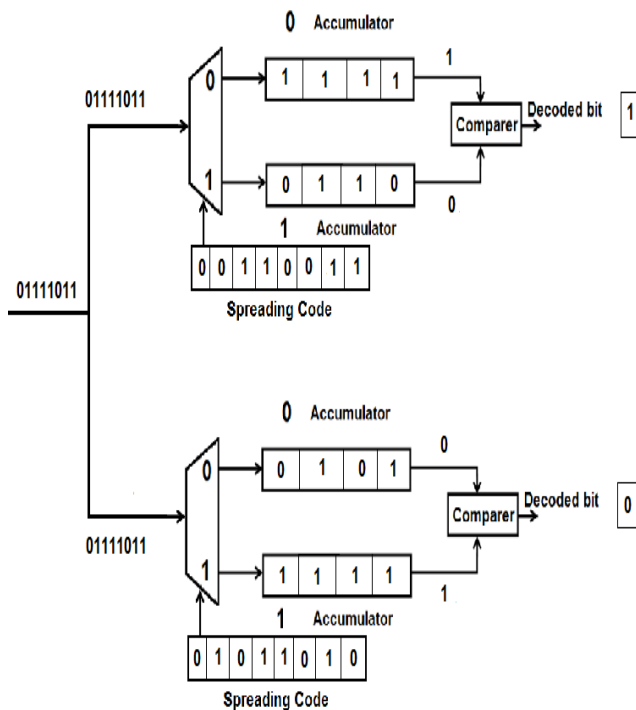 0 Accumulator
1 1 1 1
1
01111011
0
Comparer
Decoded bit 1
1
0 1 1 0
0
1 Accumulator
0 0 1 1 0 0 1 1
Spreading Code
01111011
0 Accumulator
0 1 0 1
0
0
Comparer
Decoded bit 0
01111011
1
1 1 1 1
1
1 Accumulator
0 1 0 1 1 0 1 0
Spreading Code